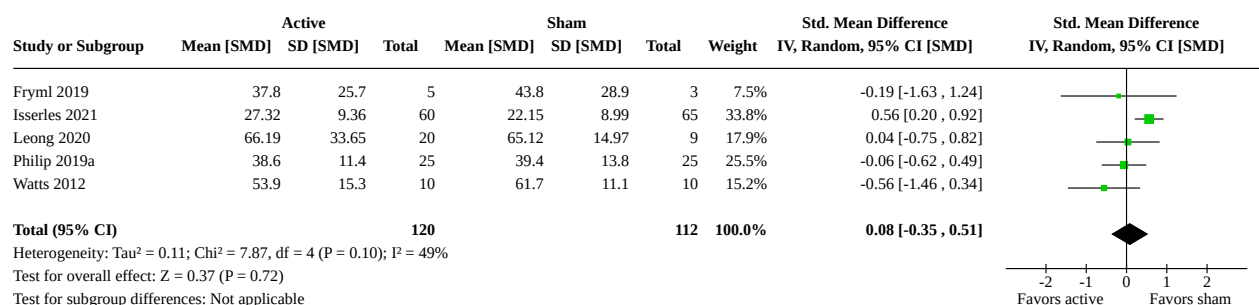 Active Sham Std. Mean Difference Std. Mean Difference
Study or Subgroup Mean [SMD] SD [SMD] Total Mean [SMD] SD [SMD] Total Weight IV, Random, 95% CI [SMD] IV, Random, 95% CI [SMD]
Fryml 2019 37.8 25.7 5 43.8 28.9 3 7.5% -0.19 [-1.63 , 1.24]
Isserles 2021 27.32 9.36 60 22.15 8.99 65 33.8% 0.56 [0.20 , 0.92]
Leong 2020 66.19 33.65 20 65.12 14.97 9 17.9% 0.04 [-0.75 , 0.82]
Philip 2019a 38.6 11.4 25 39.4 13.8 25 25.5% -0.06 [-0.62 , 0.49]
Watts 2012 53.9 15.3 10 61.7 11.1 10 15.2% -0.56 [-1.46 , 0.34]
Total (95% CI) 120 112 100.0% 0.08 [-0.35 , 0.51]
Heterogeneity: Tau² = 0.11; Chi² = 7.87, df = 4 (P = 0.10); I² = 49%
Test for overall effect: Z = 0.37 (P = 0.72)
-2 -1 0 1 2
Test for subgroup differences: Not applicable Favors active Favors sham